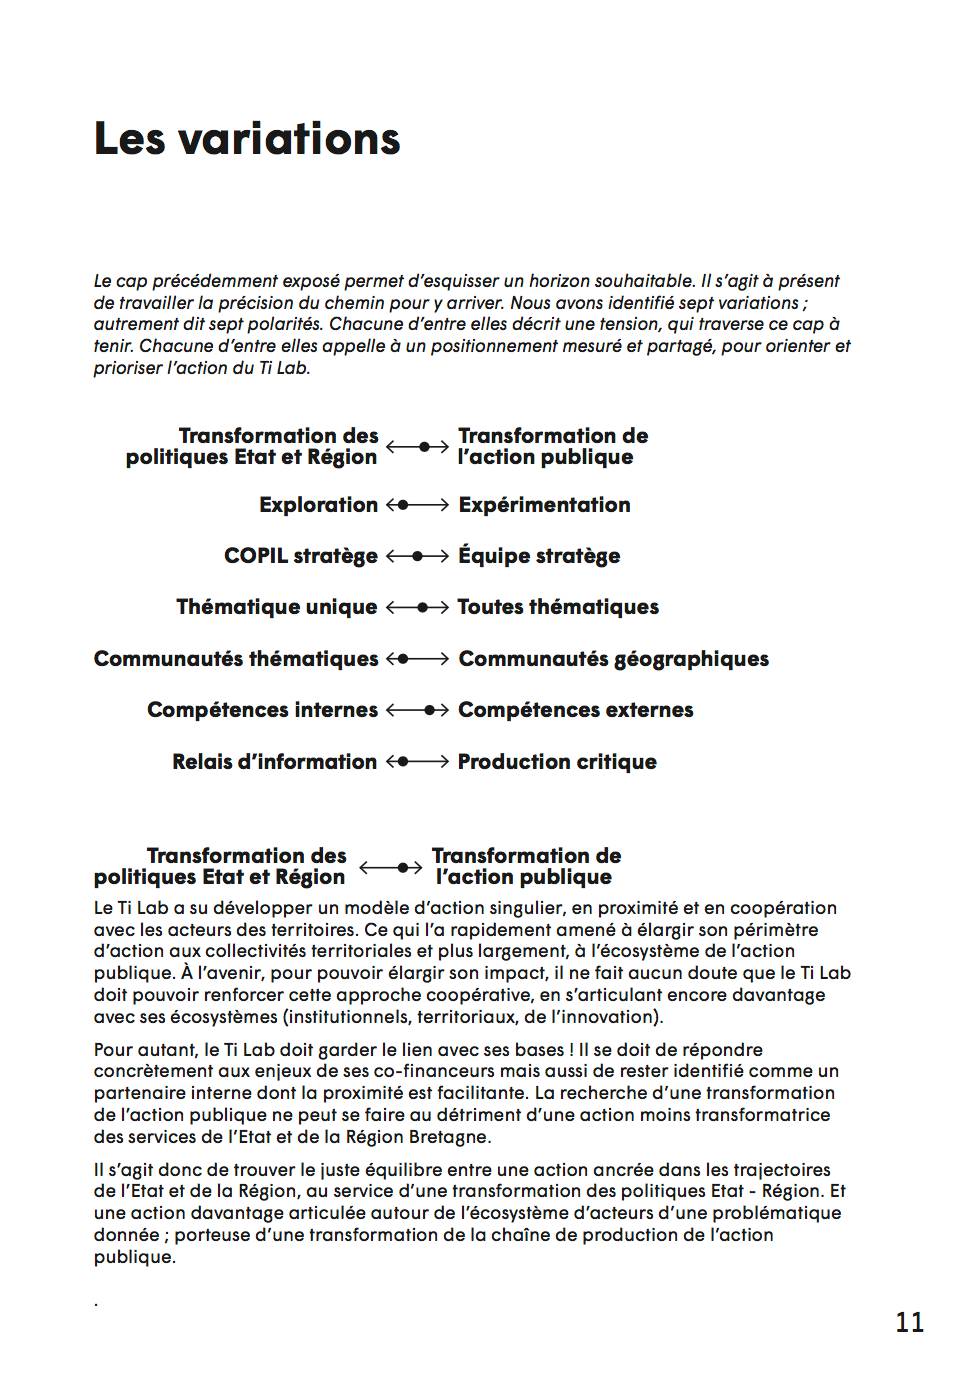 Les variations
Le cap précédemment exposé permet d’esquisser un horizon souhaitable. Il s’agit à présent
de travailler la précision du chemin pour y arriver. Nous avons identifié sept variations ;
autrement dit sept polarités. Chacune d’entre elles décrit une tension, qui traverse ce cap à
tenir. Chacune d’entre elles appelle à un positionnement mesuré et partagé, pour orienter et
prioriser l’action du Ti Lab.
Transformation des
politiques Etat et Région
Transformation de
l’action publique
Exploration
Expérimentation
COPIL stratège
Équipe stratège
Thématique unique
Toutes thématiques
Communautés thématiques
Communautés géographiques
Compétences internes
Compétences externes
Relais d’information
Production critique
Transformation des
politiques Etat et Région
Transformation de
l’action publique
Le Ti Lab a su développer un modèle d’action singulier, en proximité et en coopération
avec les acteurs des territoires. Ce qui l’a rapidement amené à élargir son périmètre
d’action aux collectivités territoriales et plus largement, à l’écosystème de l’action
publique. À l’avenir, pour pouvoir élargir son impact, il ne fait aucun doute que le Ti Lab
doit pouvoir renforcer cette approche coopérative, en s’articulant encore davantage
avec ses écosystèmes (institutionnels, territoriaux, de l’innovation).
Pour autant, le Ti Lab doit garder le lien avec ses bases ! Il se doit de répondre
concrètement aux enjeux de ses co-financeurs mais aussi de rester identifié comme un
partenaire interne dont la proximité est facilitante. La recherche d’une transformation
de l’action publique ne peut se faire au détriment d’une action moins transformatrice
des services de l’Etat et de la Région Bretagne.
Il s’agit donc de trouver le juste équilibre entre une action ancrée dans les trajectoires
de l’Etat et de la Région, au service d’une transformation des politiques Etat - Région. Et
une action davantage articulée autour de l’écosystème d’acteurs d’une problématique
donnée ; porteuse d’une transformation de la chaîne de production de l’action
publique.
.
11